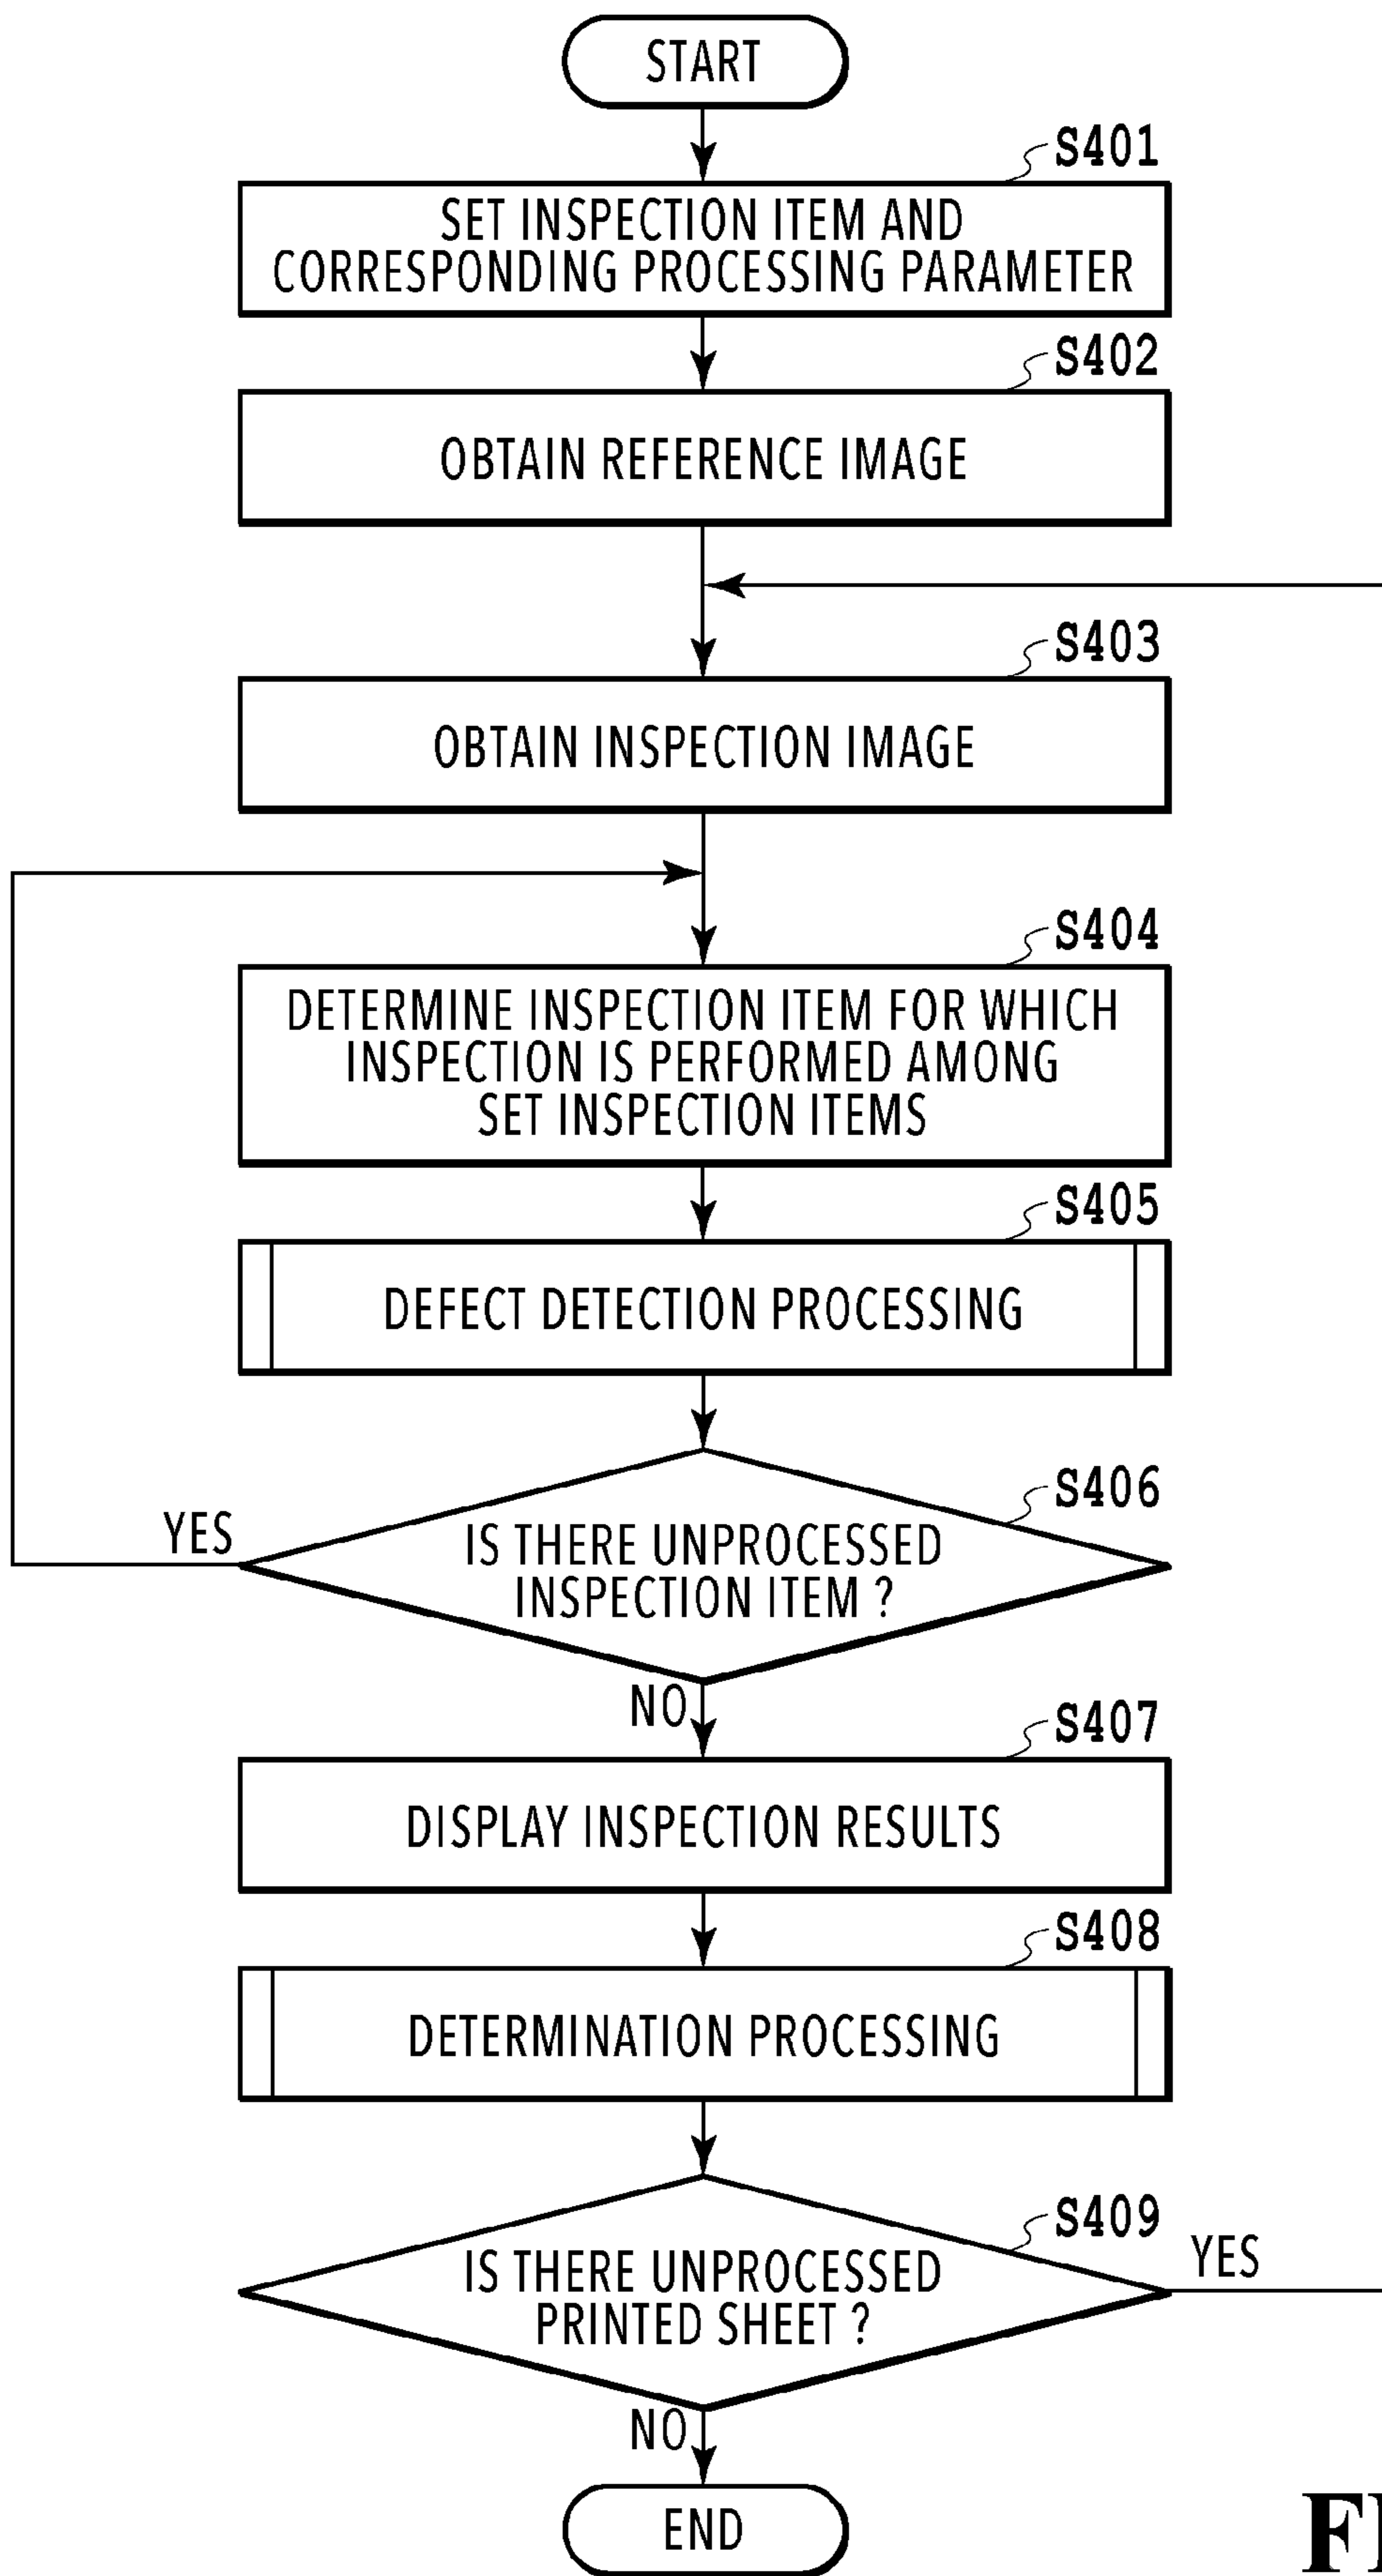 START
S401
SET INSPECTION ITEM AND
CORRESPONDING PROCESSING PARAMETER
S402
OBTAIN REFERENCE IMAGE
S403
OBTAIN INSPECTION IMAGE
S404
DETERMINE INSPECTION ITEM FOR WHICH
INSPECTION IS PERFORMED AMONG
SET INSPECTION ITEMS
S405
DEFECT DETECTION PROCESSING
S406
YES
IS THERE UNPROCESSED
INSPECTION ITEM ?
NO
S407
DISPLAY INSPECTION RESULTS
S408
DETERMINATION PROCESSING
S409
YES
IS THERE UNPROCESSED
PRINTED SHEET ?
NO
END